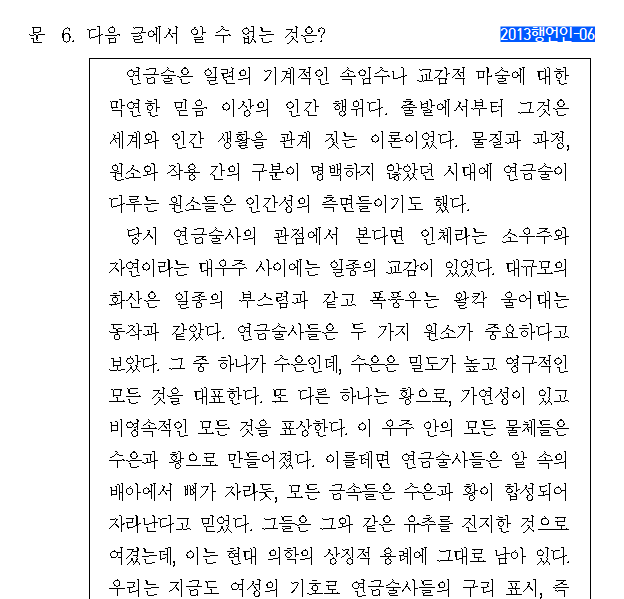 문 6. 다음 글에서 알 수 없는 것은?
2013행언인-06
연금술은 일련의 기계적인 속임수나 교감적 마술에 대한
막연한 믿음 이상의 인간 행위다. 출발에서부터 그것은
세계와 인간 생활을 관계 짓는 이론이었다. 물질과 과정,
원소와 작용 간의 구분이 명백하지 않았던 시대에 연금술이
다루는 원소들은 인간성의 측면들이기도 했다.
당시 연금술사의 관점에서 본다면 인체라는 소우주와
자연이라는 대우주 사이에는 일종의 교감이 있었다. 대규모의
화산은 일종의 부스럼과 같고 폭풍우는 왈칵 울어대는
동작과 같았다. 연금술사들은 두 가지 원소가 중요하다고
보았다. 그 중 하나가 수은인데, 수은은 밀도가 높고 영구적인
모든 것을 대표한다. 또 다른 하나는 황으로, 가연성이 있고
비영속적인 모든 것을 표상한다. 이 우주 안의 모든 물체들은
수은과 황으로 만들어졌다. 이를테면 연금술사들은 알 속의
배아에서 뼈가 자라듯, 모든 금속들은 수은과 황이 합성되어
자라난다고 믿었다. 그들은 그와 같은 유추를 진지한 것으로
여겼는데, 이는 현대 의학의 상징적 용례에 그대로 남아 있다.
우리는 지금도 여성의 기호로 연금술사들의 구리 표시, 즉